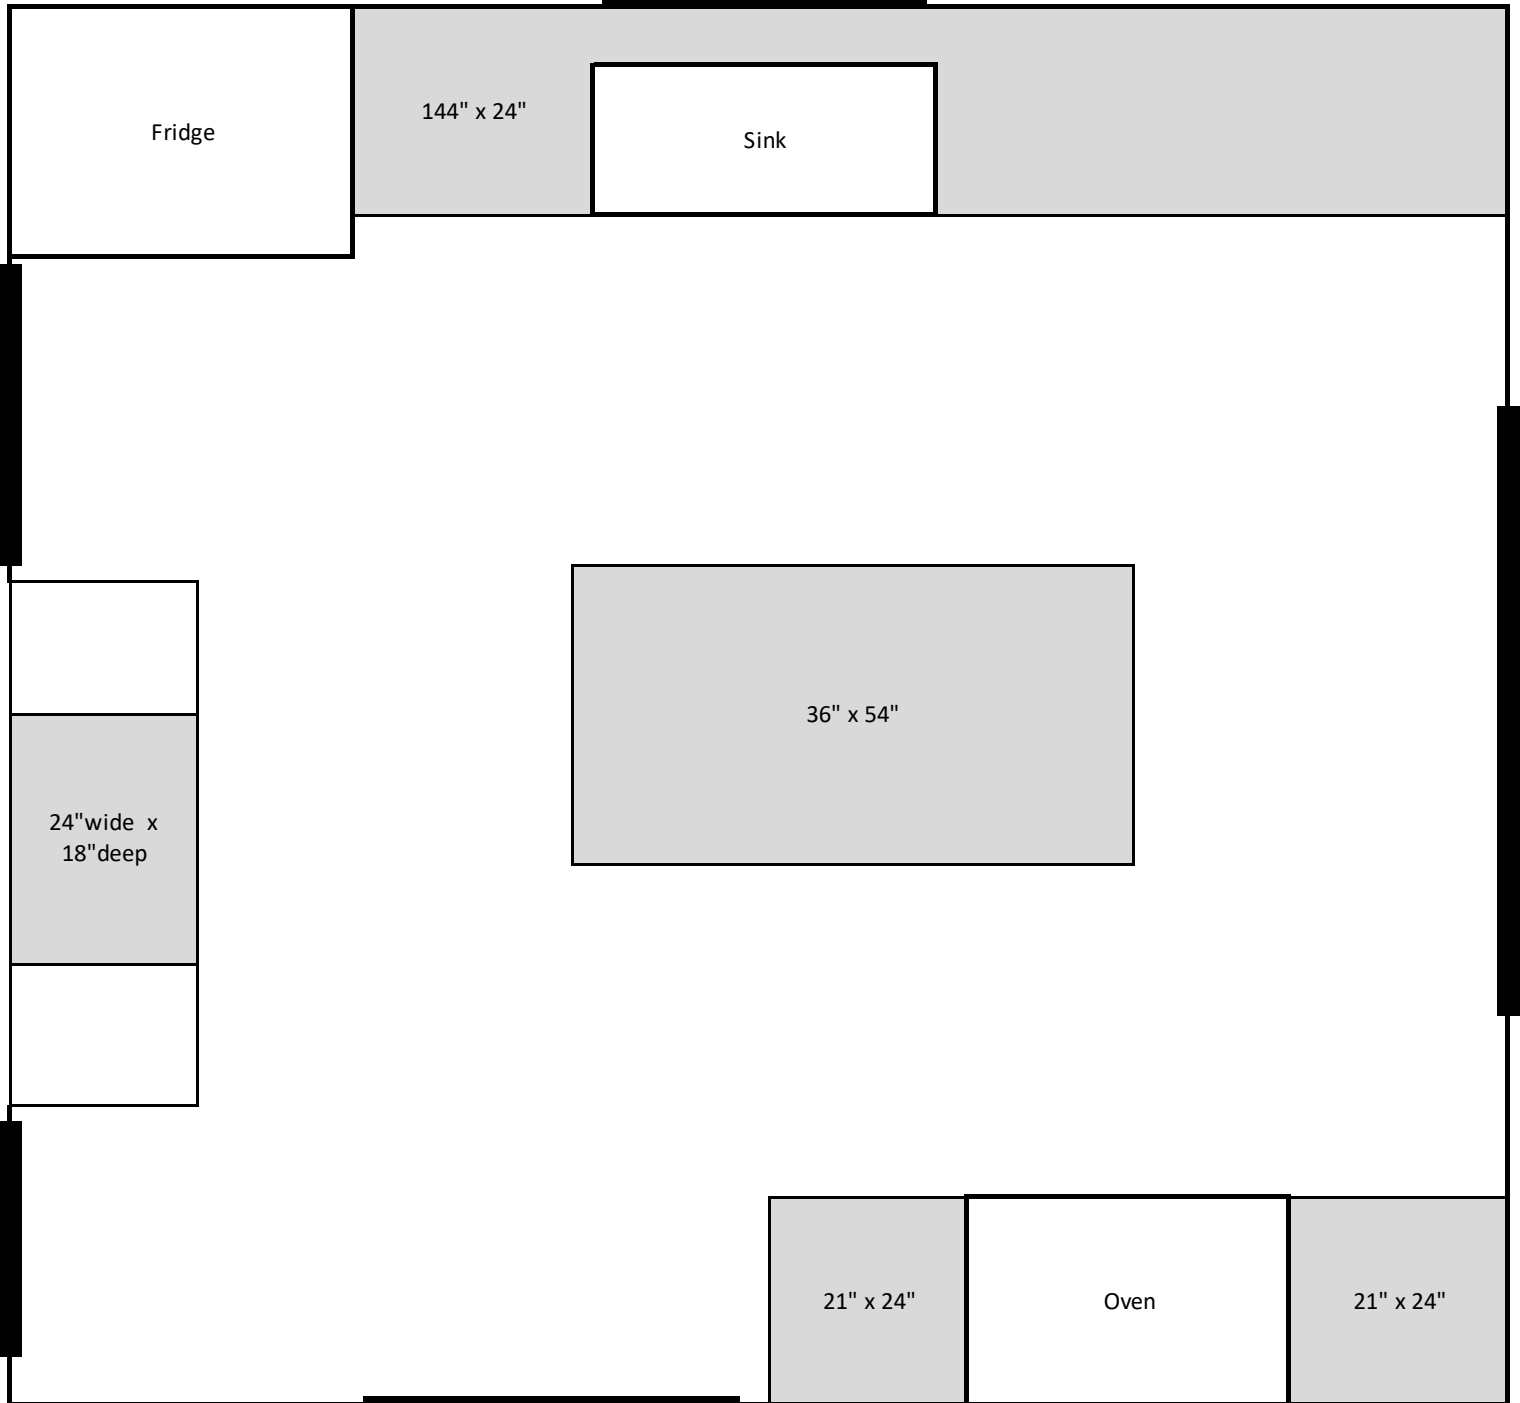 Fridge
144" x 24"
Sink
36" x 54"
24"wide  x
18"deep
21" x 24"
Oven
21" x 24"